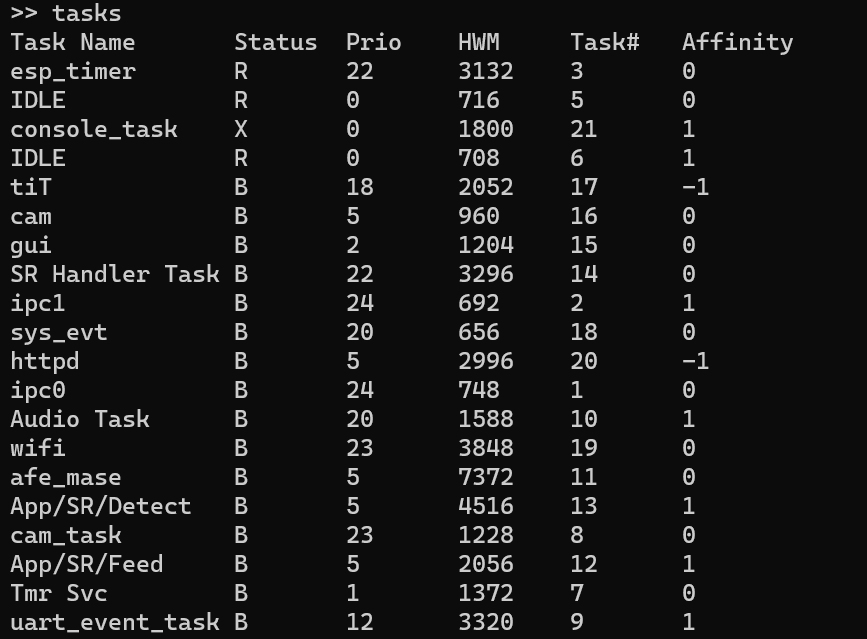 >> tasks
Task Name Status Prio HWM Task# Affinity
esp_timer R 22 3132 3 0
IDLE R 0 716 5 0
console_task X 0 1800 21 1
IDLE R 0 708 6 1
tiT B 18 2052 17 -1
cam B 5 960 16 0
gui B 2 1204 15 0
SR Handler Task B 22 3296 14 0
ipc1 B 24 692 2 1
sys_evt B 20 656 18 0
httpd B 5 2996 20 -1
ipc0 B 24 748 1 0
Audio Task B 20 1588 10 1
wifi B 23 3848 19 0
afe_mase B 5 7372 11 0
App/SR/Detect B 5 4516 13 1
cam_task B 23 1228 8 0
App/SR/Feed B 5 2056 12 1
Tmr Svc B 1 1372 7 0
uart_event_task B 12 3320 9 1